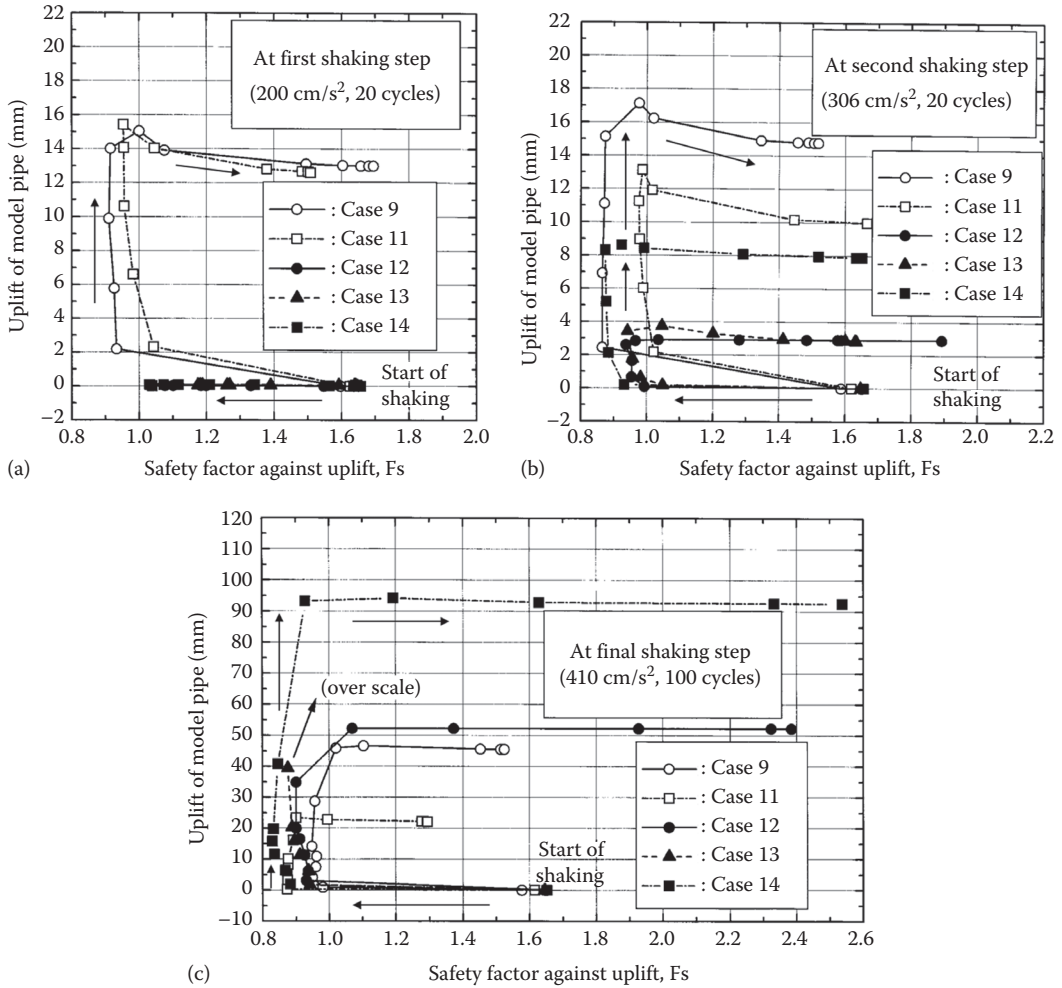 At first shaking step
(200 cm/s², 20 cycles)
: Case 9
: Case 11
: Case 12
: Case 13
: Case 14
Start of
shaking
Uplift of model pipe (mm)
18
16
14
12
10
8
6
4
2
0
−2
0.8 1.0 1.2 1.4 1.6 1.8 2.0
(a) Safety factor against uplift, Fs
At second shaking step
(306 cm/s², 20 cycles)
: Case 9
: Case 11
: Case 12
: Case 13
: Case 14
Start of
shaking
Uplift of model pipe (mm)
22
20
18
16
14
12
10
8
6
4
2
0
−2
0.8 1.0 1.2 1.4 1.6 1.8 2.0 2.2
(b) Safety factor against uplift, Fs
At final shaking step
(410 cm/s², 100 cycles)
(over scale)
: Case 9
: Case 11
: Case 12
: Case 13
: Case 14
Start of
shaking
Uplift of model pipe (mm)
120
110
100
90
80
70
60
50
40
30
20
10
0
−10
0.8 1.0 1.2 1.4 1.6 1.8 2.0 2.2 2.4 2.6
(c) Safety factor against uplift, Fs